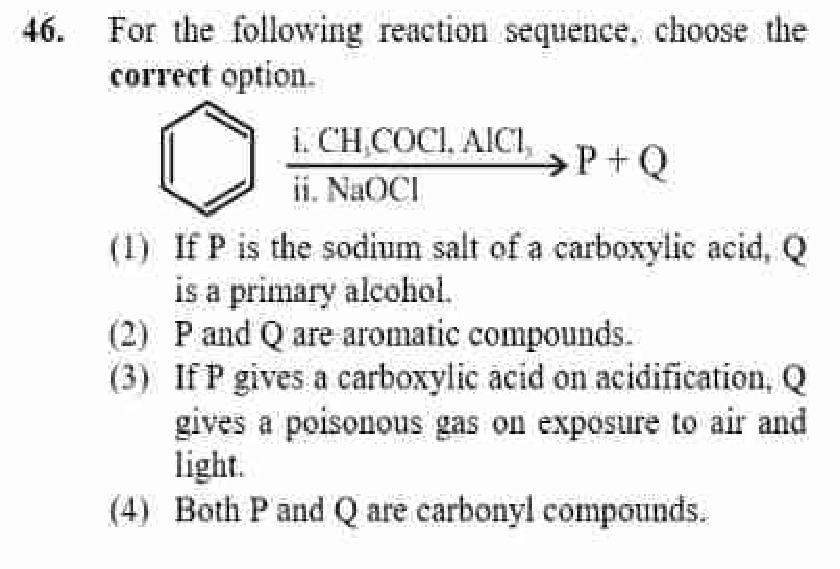 46. For the following reaction sequence, choose the
correct option.
i. CH₃COCl, AlCl₃
ii. NaOCl
P + Q
(1) If P is the sodium salt of a carboxylic acid, Q
is a primary alcohol.
(2) P and Q are aromatic compounds.
(3) If P gives a carboxylic acid on acidification, Q
gives a poisonous gas on exposure to air and
light.
(4) Both P and Q are carbonyl compounds.